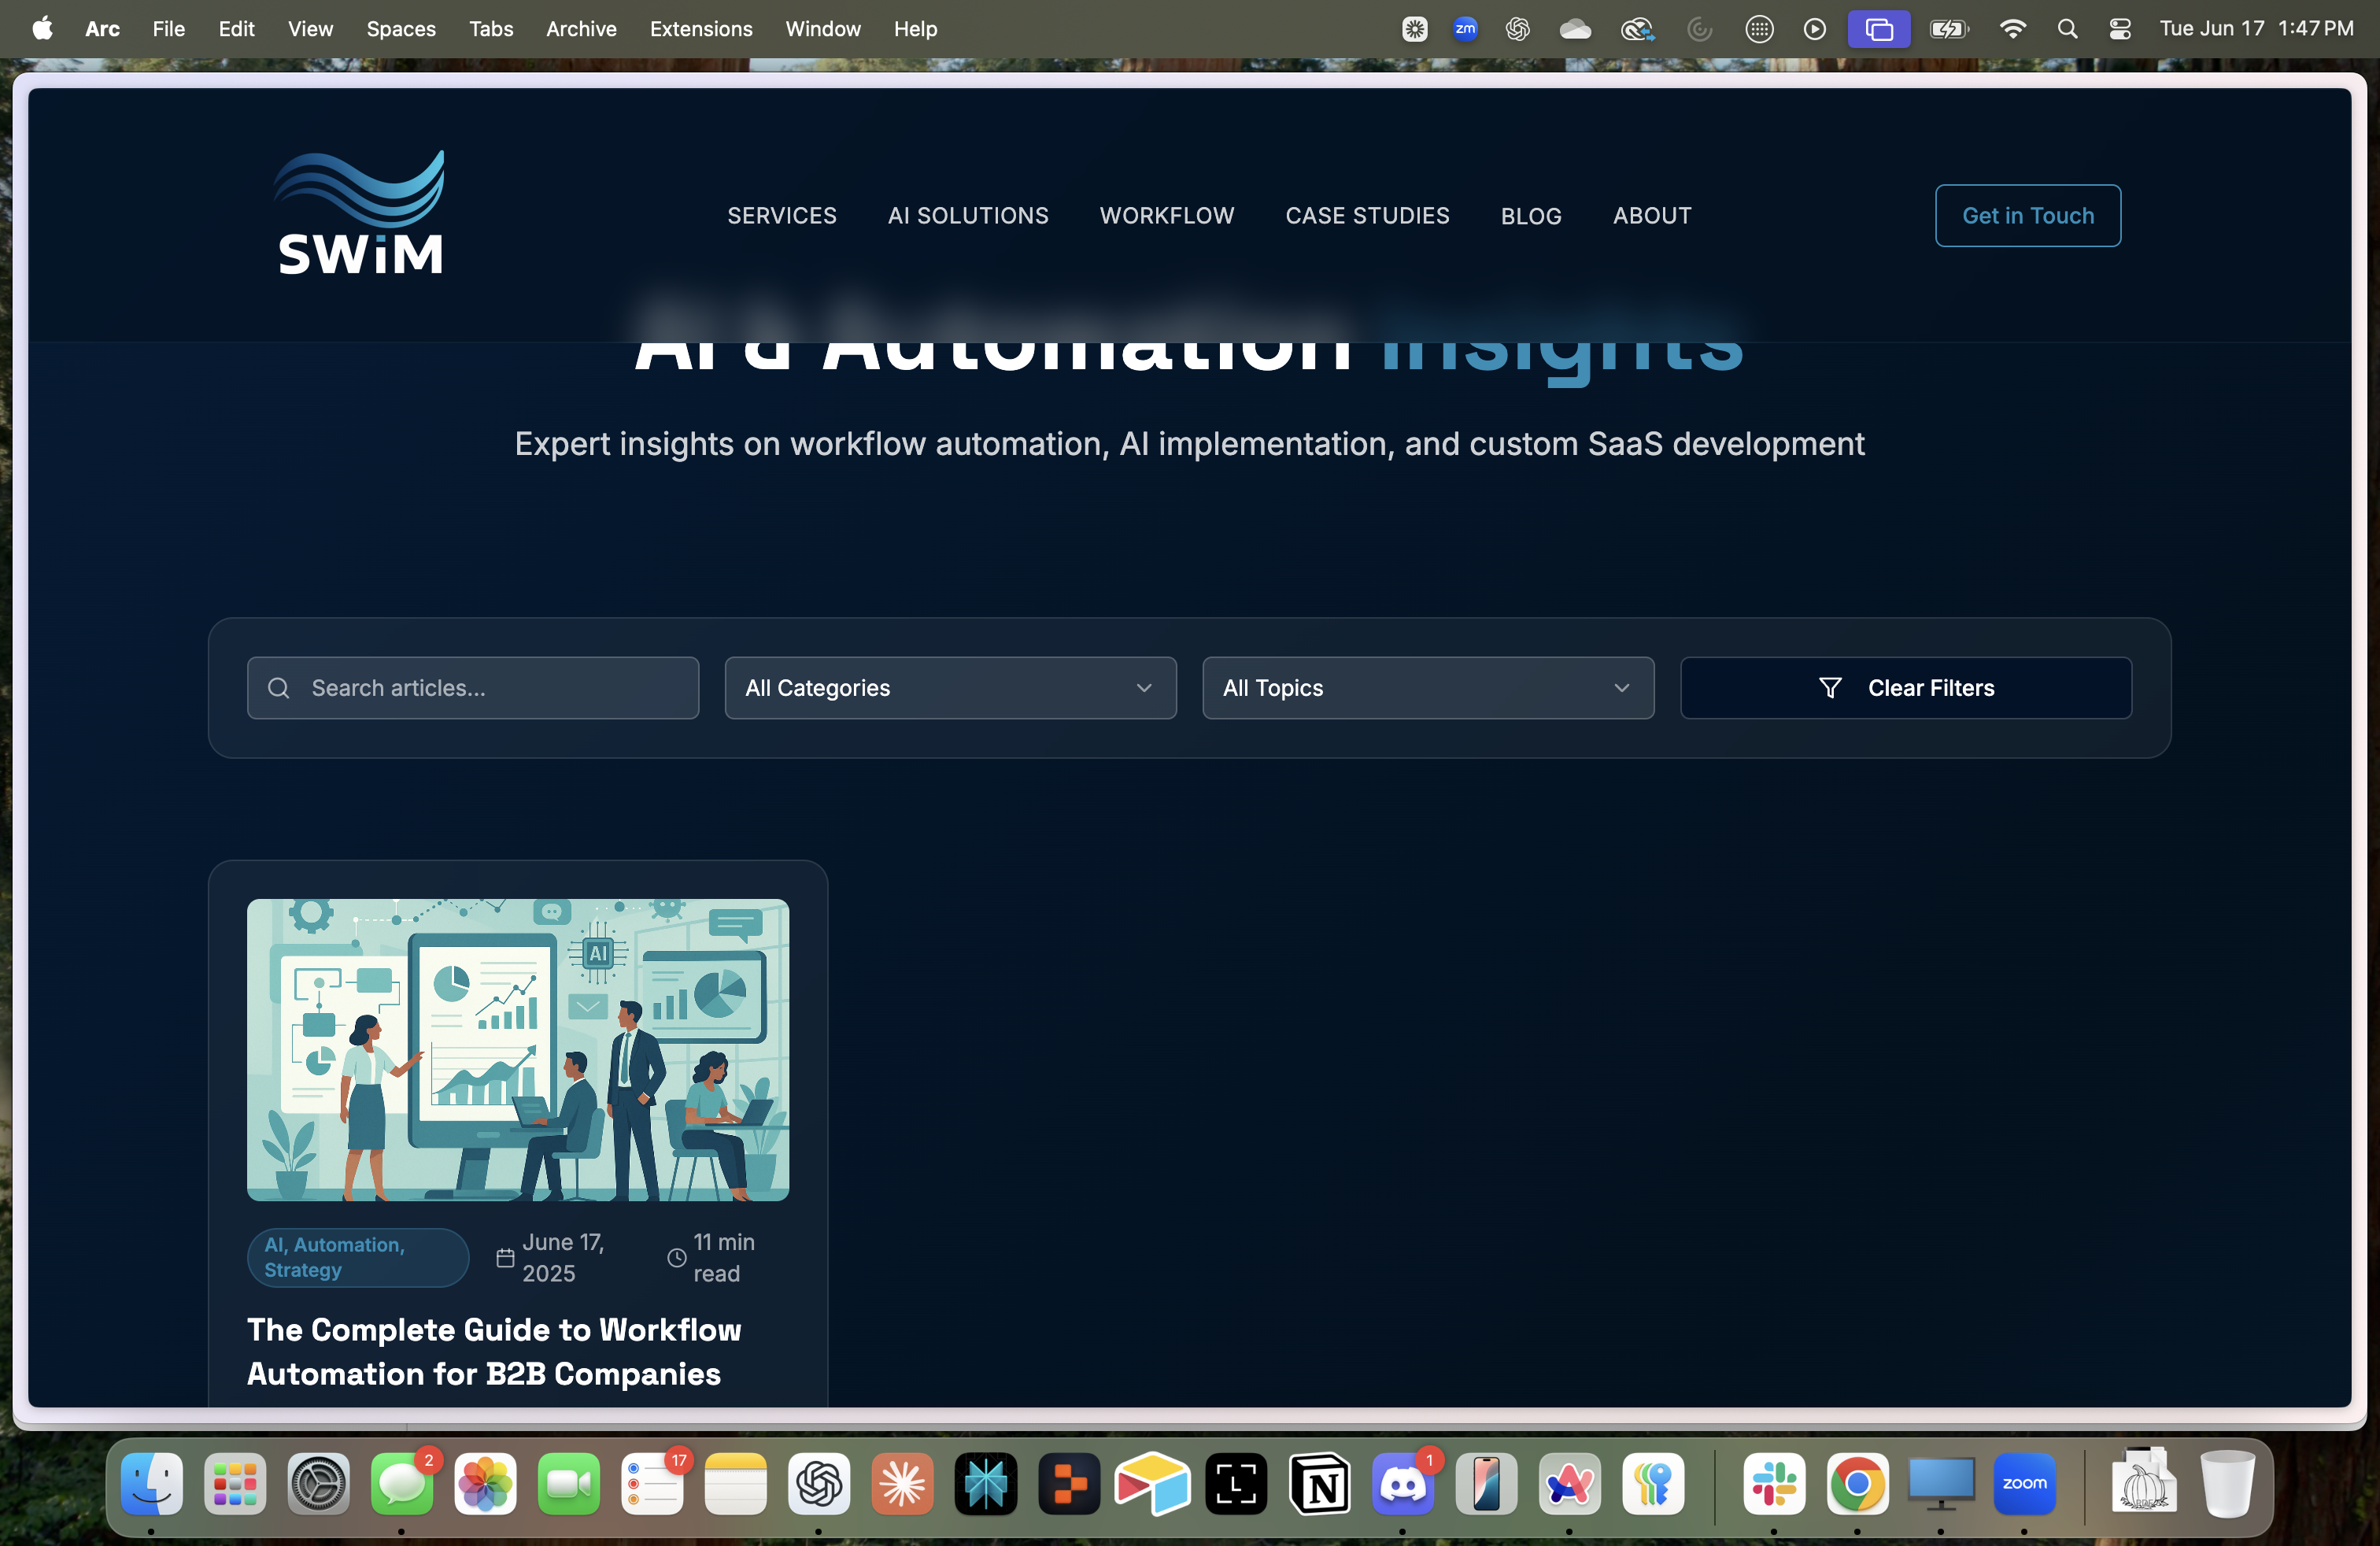 Arc File Edit View Spaces Tabs Archive Extensions Window Help zm Tue Jun 17 1:47 PM
SWiM
SERVICES AI SOLUTIONS WORKFLOW CASE STUDIES BLOG ABOUT Get in Touch
AI & Automation Insights
Expert insights on workflow automation, AI implementation, and custom SaaS development
Search articles... All Categories All Topics Clear Filters
AI
AI, Automation,
Strategy
June 17,
2025
11 min
read
The Complete Guide to Workflow
Automation for B2B Companies
2 17 L N 1 zoom